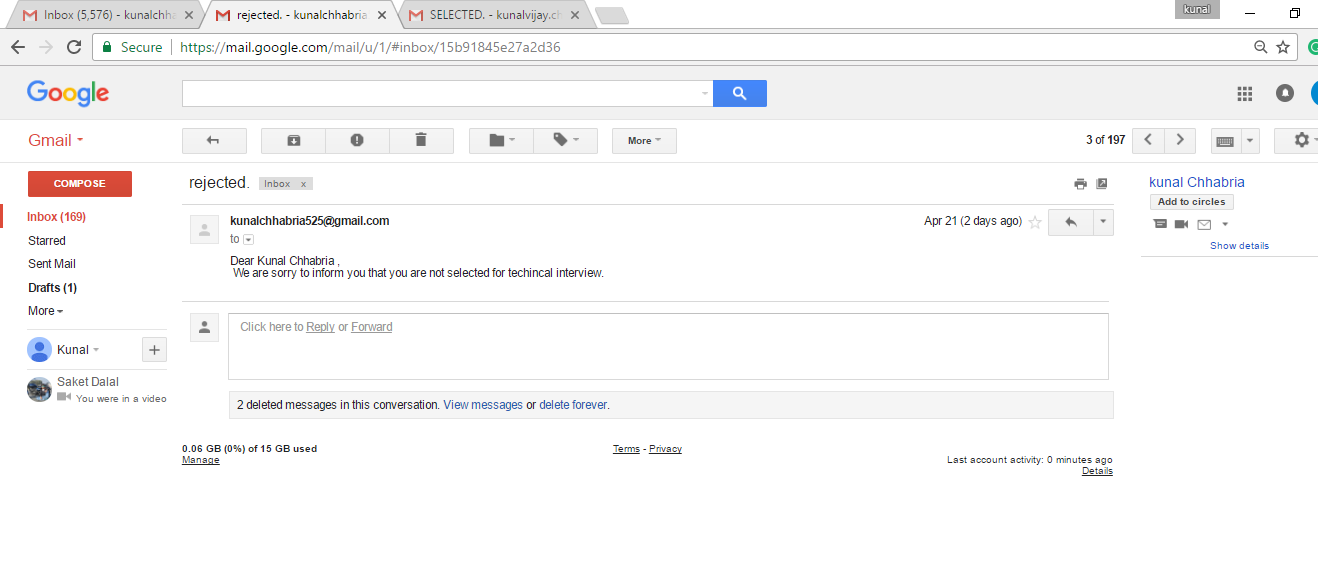 Inbox (5,576) - kunalchha
rejected. - kunalchhabria
SELECTED. - kunalvijay.ch
kunal
Secure
https://mail.google.com/mail/u/1/#inbox/15b91845e27a2d36
Google
Gmail
More
3 of 197
COMPOSE
rejected.
Inbox x
kunal Chhabria
Add to circles
Show details
Inbox (169)
Starred
Sent Mail
Drafts (1)
More
kunalchhabria525@gmail.com
Apr 21 (2 days ago)
to
Dear Kunal Chhabria ,
We are sorry to inform you that you are not selected for techincal interview.
Click here to Reply or Forward
Kunal
Saket Dalal
You were in a video
2 deleted messages in this conversation. View messages or delete forever.
0.06 GB (0%) of 15 GB used
Manage
Terms - Privacy
Last account activity: 0 minutes ago
Details